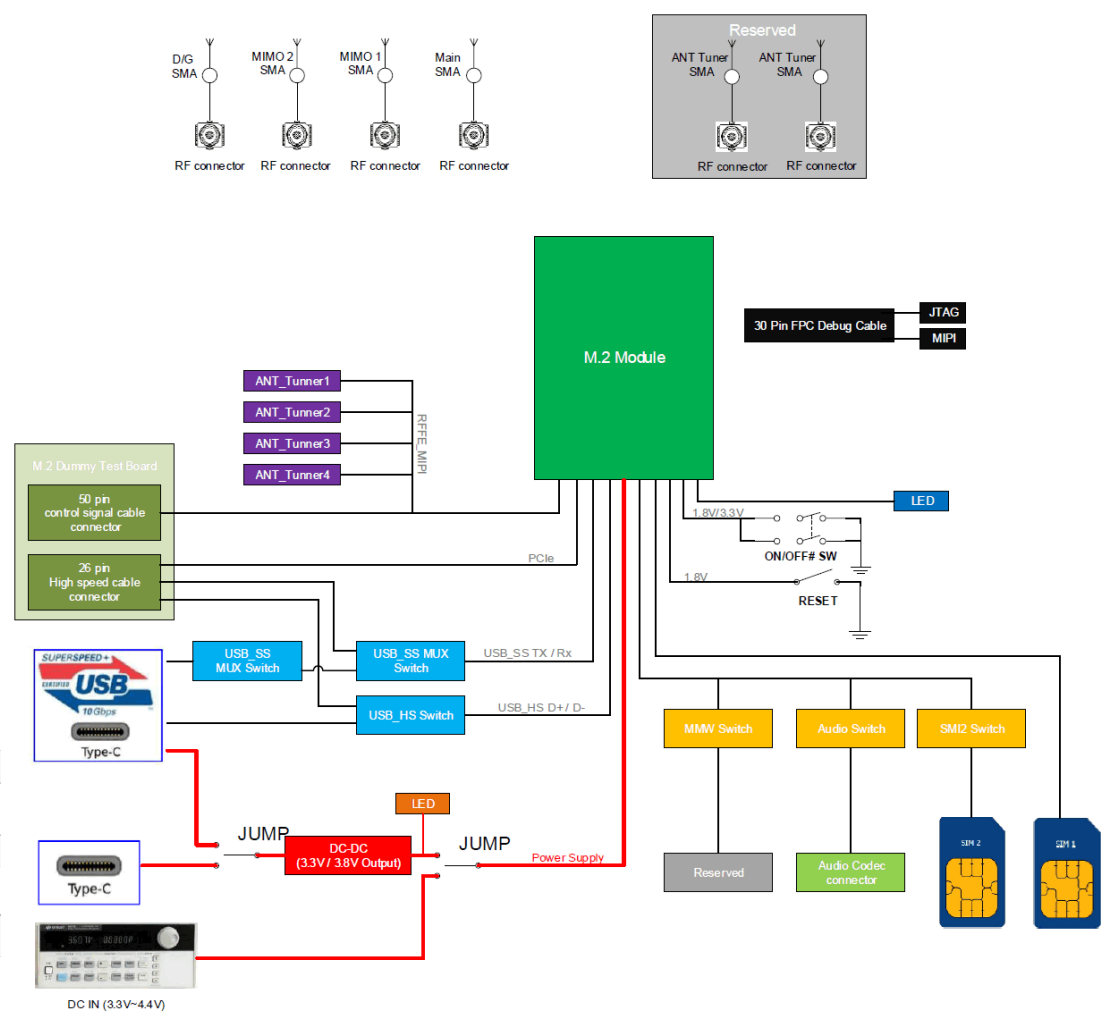 Reserved
D/G
SMA
MIMO 2
SMA
MIMO 1
SMA
Main
SMA
ANT Tuner
SMA
ANT Tuner
SMA
RF connector
RF connector
RF connector
RF connector
RF connector
RF connector
M.2 Module
30 Pin FPC Debug Cable
JTAG
MIPI
ANT_Tunner1
ANT_Tunner2
ANT_Tunner3
ANT_Tunner4
RFFE_MIPI
M.2 Dummy Test Board
50 pin
control signal cable
connector
26 pin
High speed cable
connector
PCIe
LED
1.8V/3.3V
ON/OFF# SW
1.8V
RESET
SUPERSPEED+
CERTIFIED
USB
10Gbps
Type-C
USB_SS
MUX Switch
USB_SS MUX
Switch
USB_SS TX / Rx
USB_HS Switch
USB_HS D+ / D-
MMW Switch
Audio Switch
SMI2 Switch
LED
JUMP
DC-DC
(3.3V / 3.8V Output)
JUMP
Power Supply
Type-C
Reserved
Audio Codec
connector
SIM 2
SIM 1
DC IN (3.3V~4.4V)